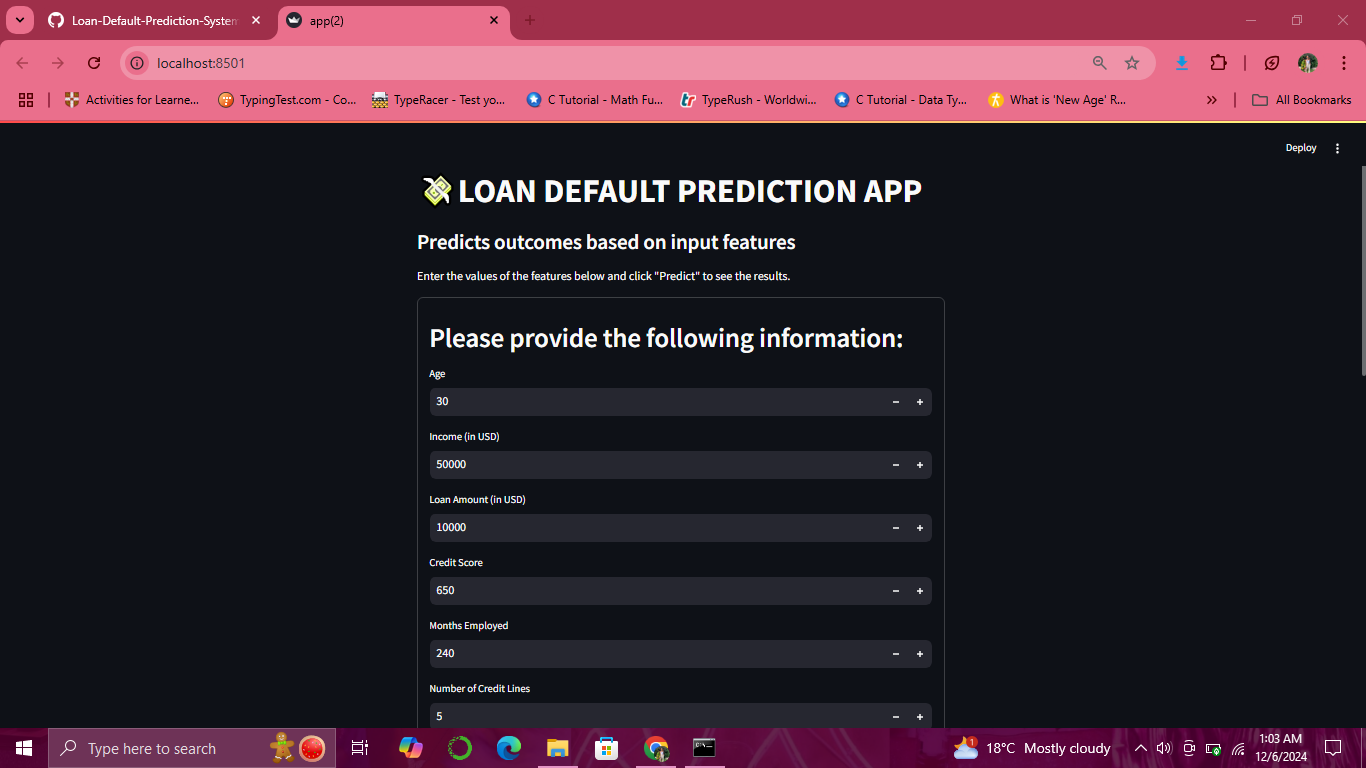 Loan-Default-Prediction-System
app(2)
localhost:8501
Activities for Learne...
TypingTest.com - Co...
TypeRacer - Test yo...
C Tutorial - Math Fu...
TypeRush - Worldwi...
C Tutorial - Data Ty...
What is 'New Age' R...
All Bookmarks
Deploy
LOAN DEFAULT PREDICTION APP
Predicts outcomes based on input features
Enter the values of the features below and click "Predict" to see the results.
Please provide the following information:
Age
30
Income (in USD)
50000
Loan Amount (in USD)
10000
Credit Score
650
Months Employed
240
Number of Credit Lines
5
Type here to search
1
18°C Mostly cloudy
1:03 AM
12/6/2024